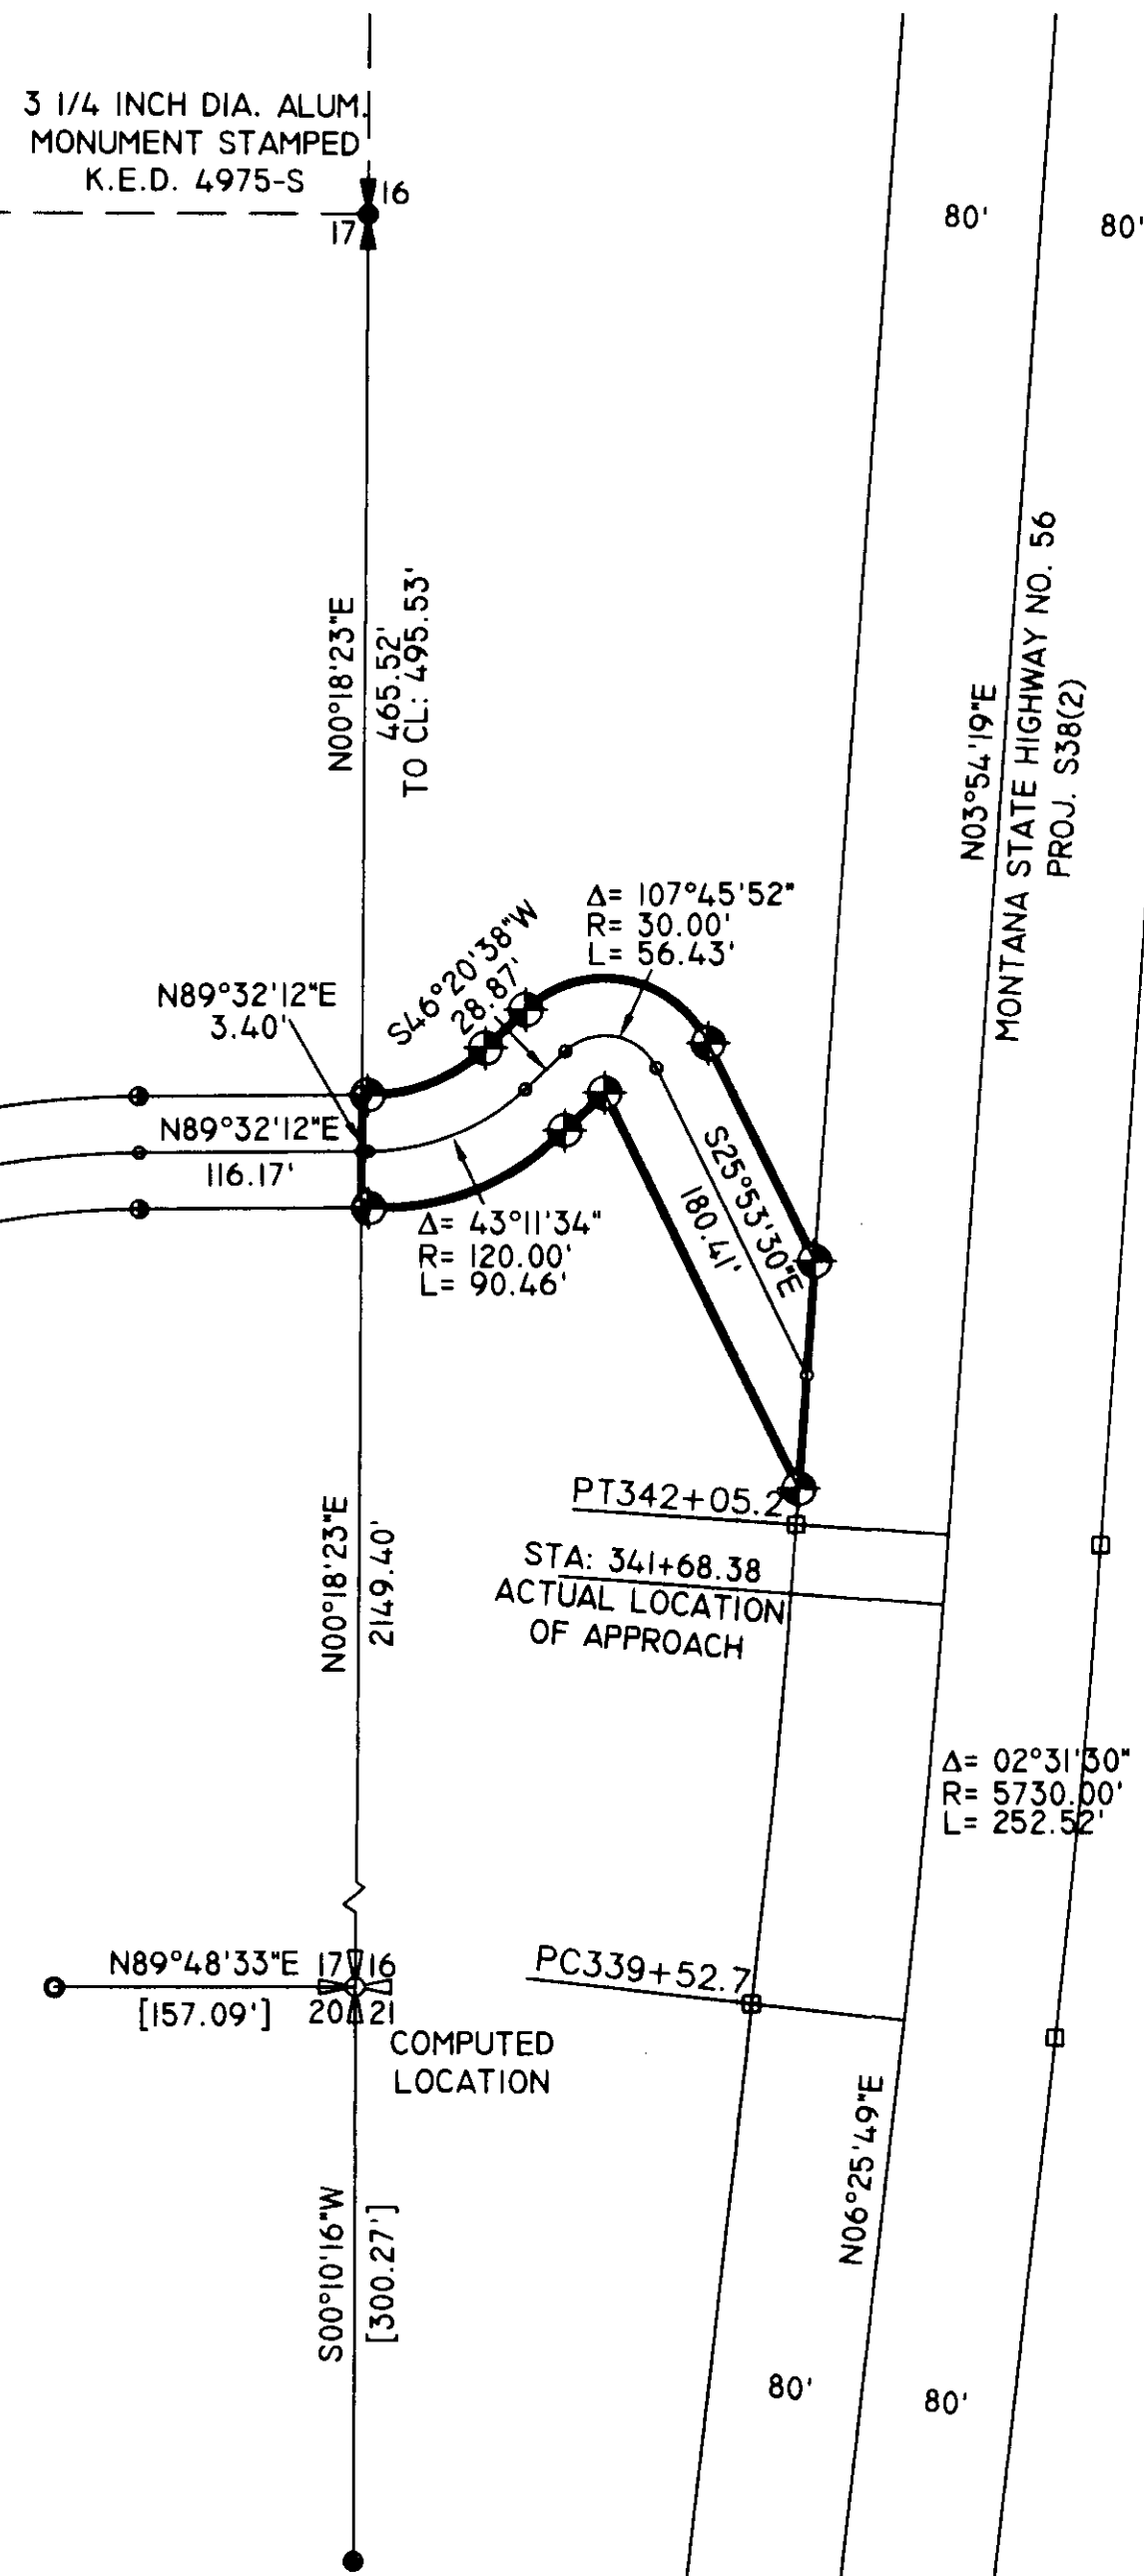 3 1/4 INCH DIA. ALUM.
MONUMENT STAMPED
K.E.D. 4975-S
16
17
80'
80'
N00°18'23"E
465.52'
TO CL: 495.53'
N03°54'19"E
MONTANA STATE HIGHWAY NO. 56
PROJ. S38(2)
Δ= 107°45'52"
R= 30.00'
L= 56.43'
S46°20'38"W
28.87'
N89°32'12"E
3.40'
N89°32'12"E
116.17'
S25°53'30"E
180.41'
Δ= 43°11'34"
R= 120.00'
L= 90.46'
N00°18'23"E
2149.40'
PT342+05.2
STA: 341+68.38
ACTUAL LOCATION
OF APPROACH
Δ= 02°31'30"
R= 5730.00'
L= 252.52'
N89°48'33"E
[157.09']
17 16
20 21
COMPUTED
LOCATION
PC339+52.7
N06°25'49"E
S00°10'16"W
[300.27']
80'
80'